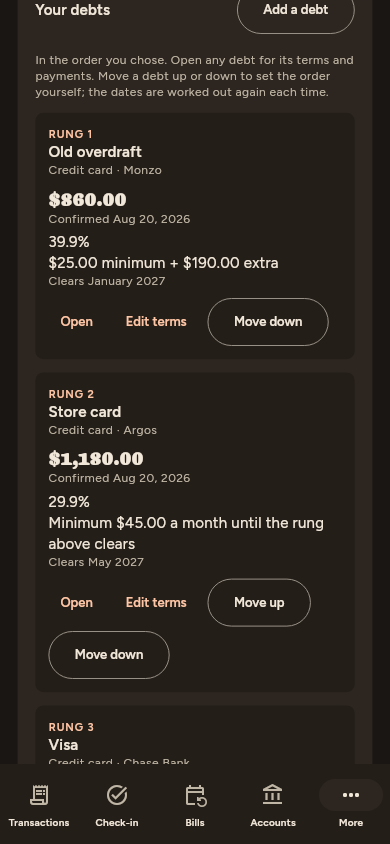 Your debts
Add a debt
In the order you chose. Open any debt for its terms and
payments. Move a debt up or down to set the order
yourself; the dates are worked out again each time.
RUNG 1
Old overdraft
Credit card · Monzo
$860.00
Confirmed Aug 20, 2026
39.9%
$25.00 minimum + $190.00 extra
Clears January 2027
Open
Edit terms
Move down
RUNG 2
Store card
Credit card · Argos
$1,180.00
Confirmed Aug 20, 2026
29.9%
Minimum $45.00 a month until the rung
above clears
Clears May 2027
Open
Edit terms
Move up
Move down
RUNG 3
Visa
Credit card · Chase Bank
Transactions
Check-in
Bills
Accounts
More